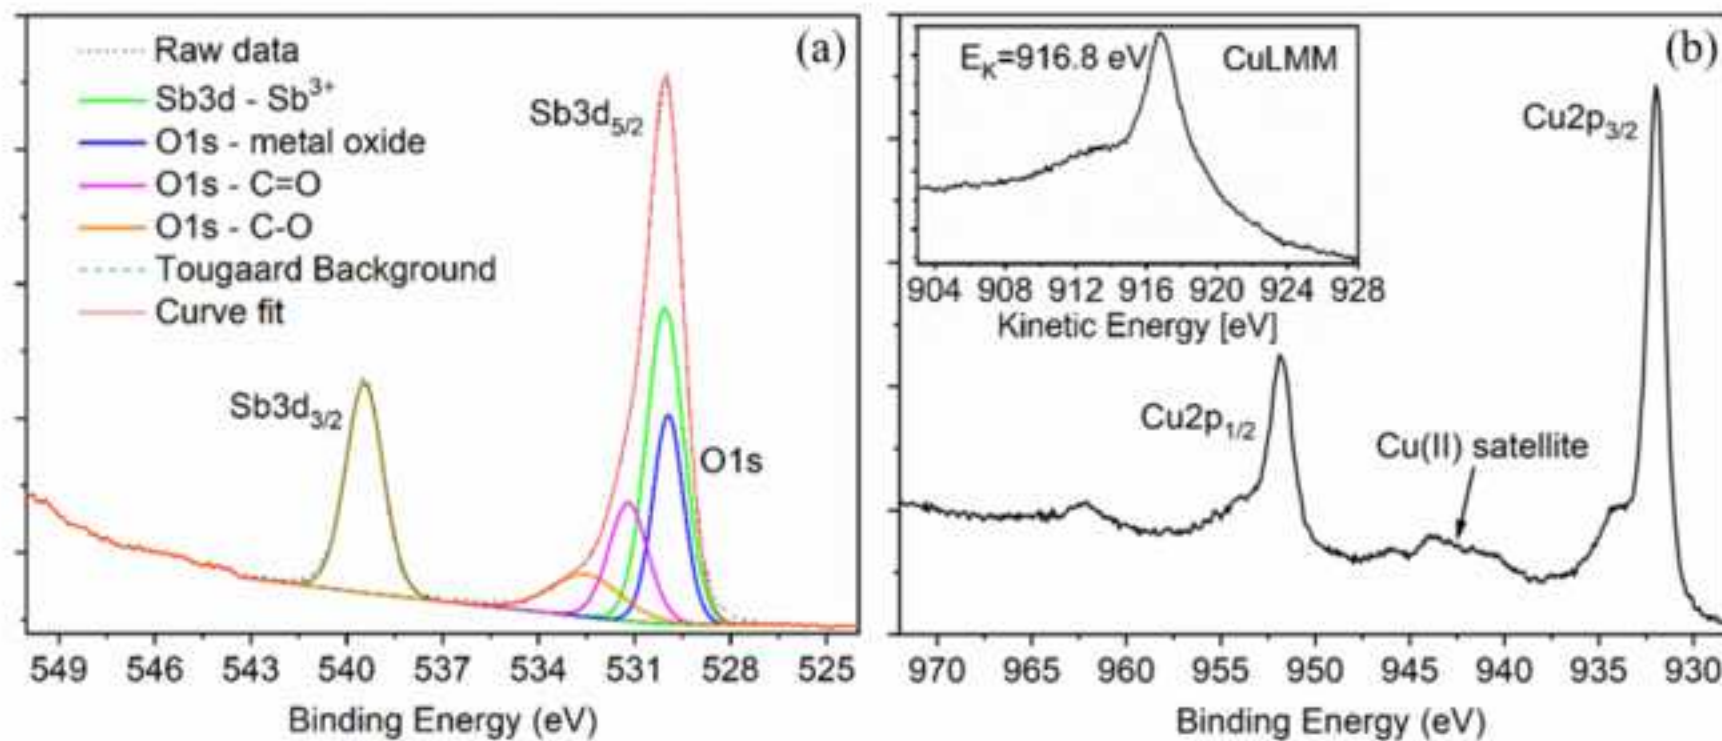 (a)
Raw data
Sb3d - Sb³⁺
O1s - metal oxide
O1s - C=O
O1s - C-O
Tougaard Background
Curve fit
Sb3d₅/₂
Sb3d₃/₂
O1s
549 546 543 540 537 534 531 528 525
Binding Energy (eV)
(b)
E_K=916.8 eV
CuLMM
904 908 912 916 920 924 928
Kinetic Energy [eV]
Cu2p₃/₂
Cu2p₁/₂
Cu(II) satellite
970 965 960 955 950 945 940 935 930
Binding Energy (eV)